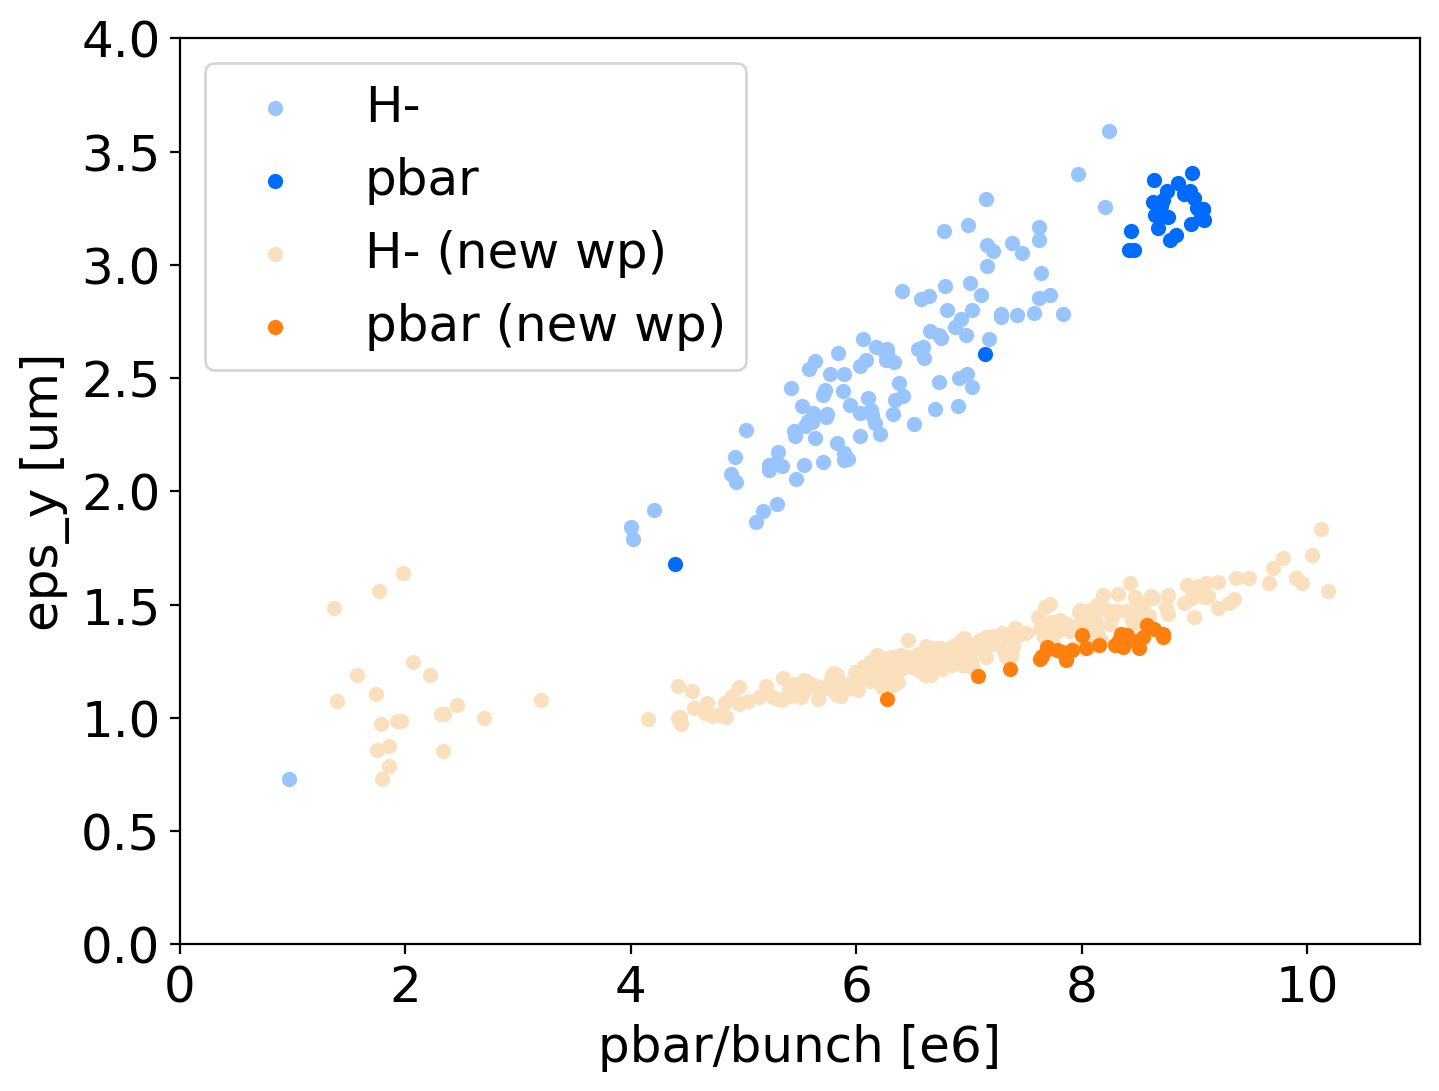 4.0
3.5
3.0
2.5
2.0
1.5
1.0
0.5
0.0
eps_y [um]
H-
pbar
H- (new wp)
pbar (new wp)
0 2 4 6 8 10
pbar/bunch [e6]